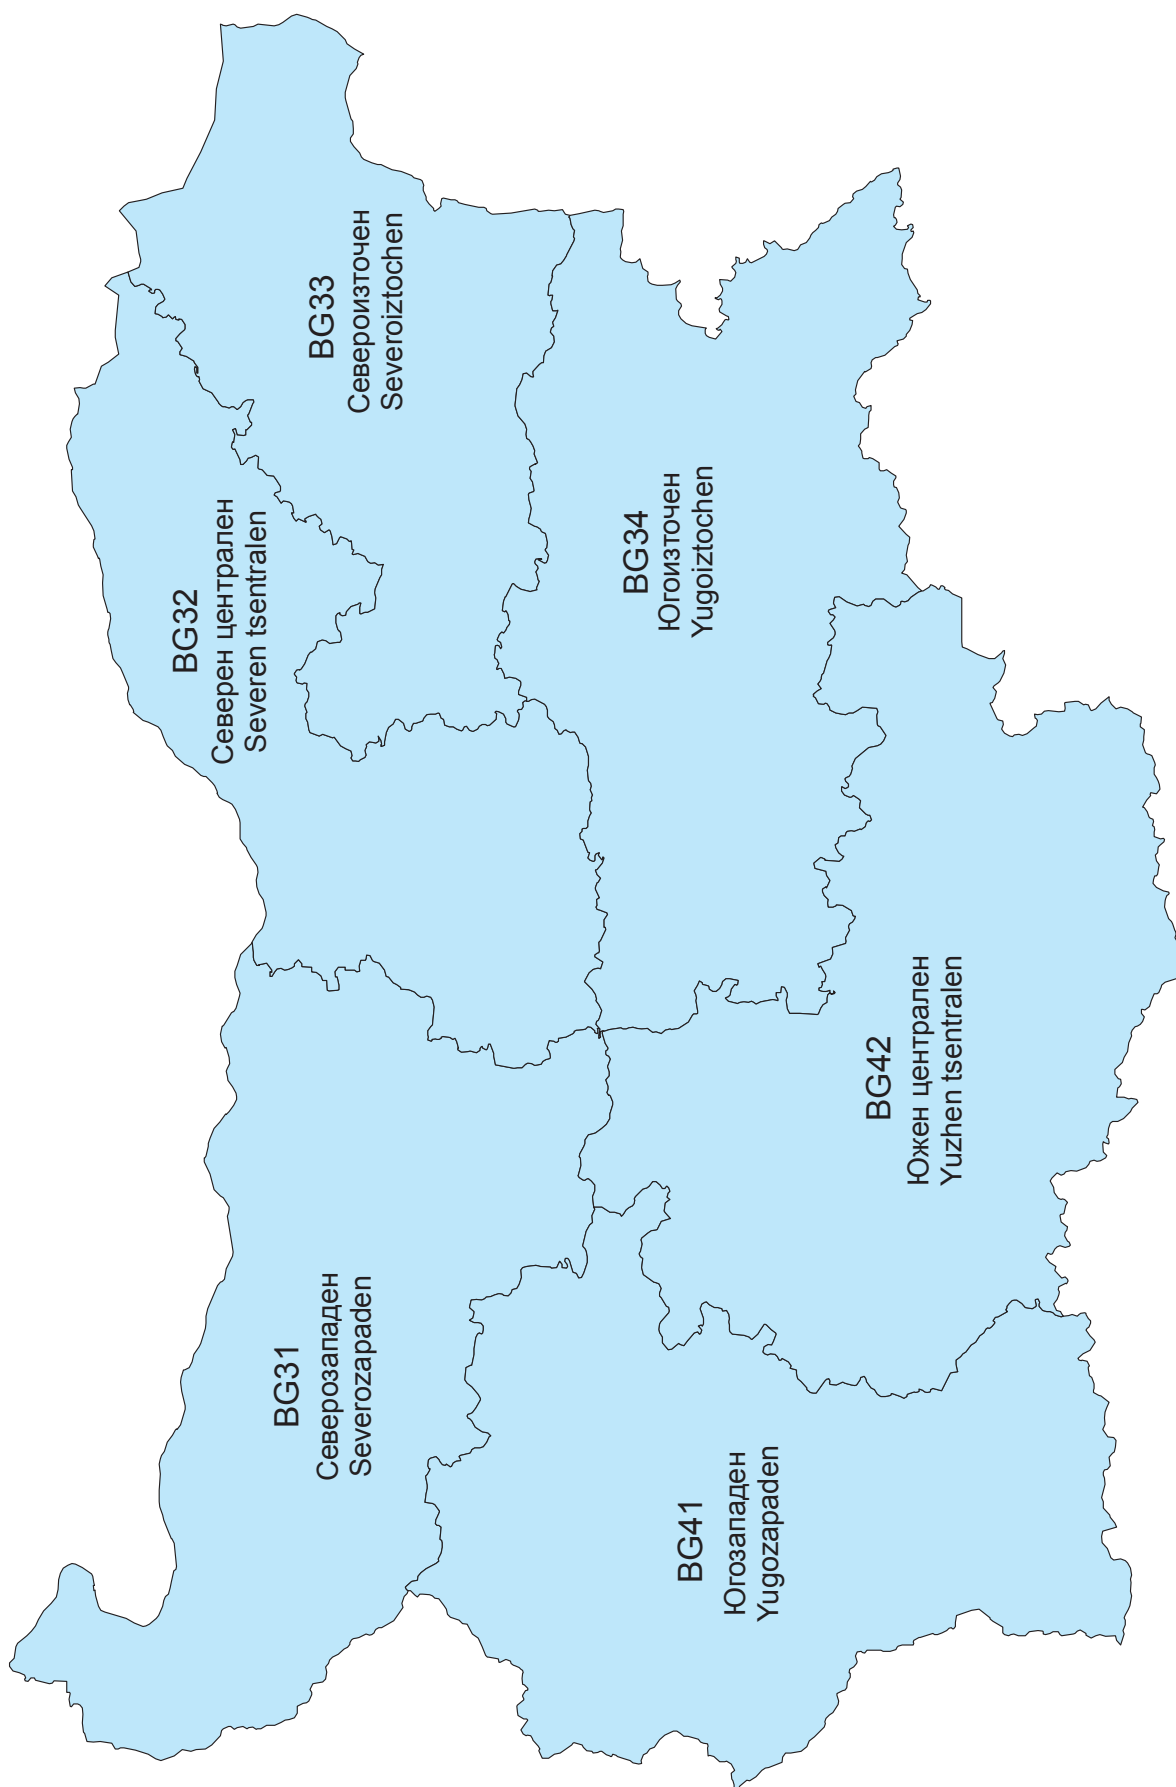 BG31
Северозападен
Severozapaden
BG32
Северен централен
Severen tsentralen
BG33
Североизточен
Severoiztochen
BG34
Югоизточен
Yugoiztochen
BG41
Югозападен
Yugozapaden
BG42
Южен централен
Yuzhen tsentralen